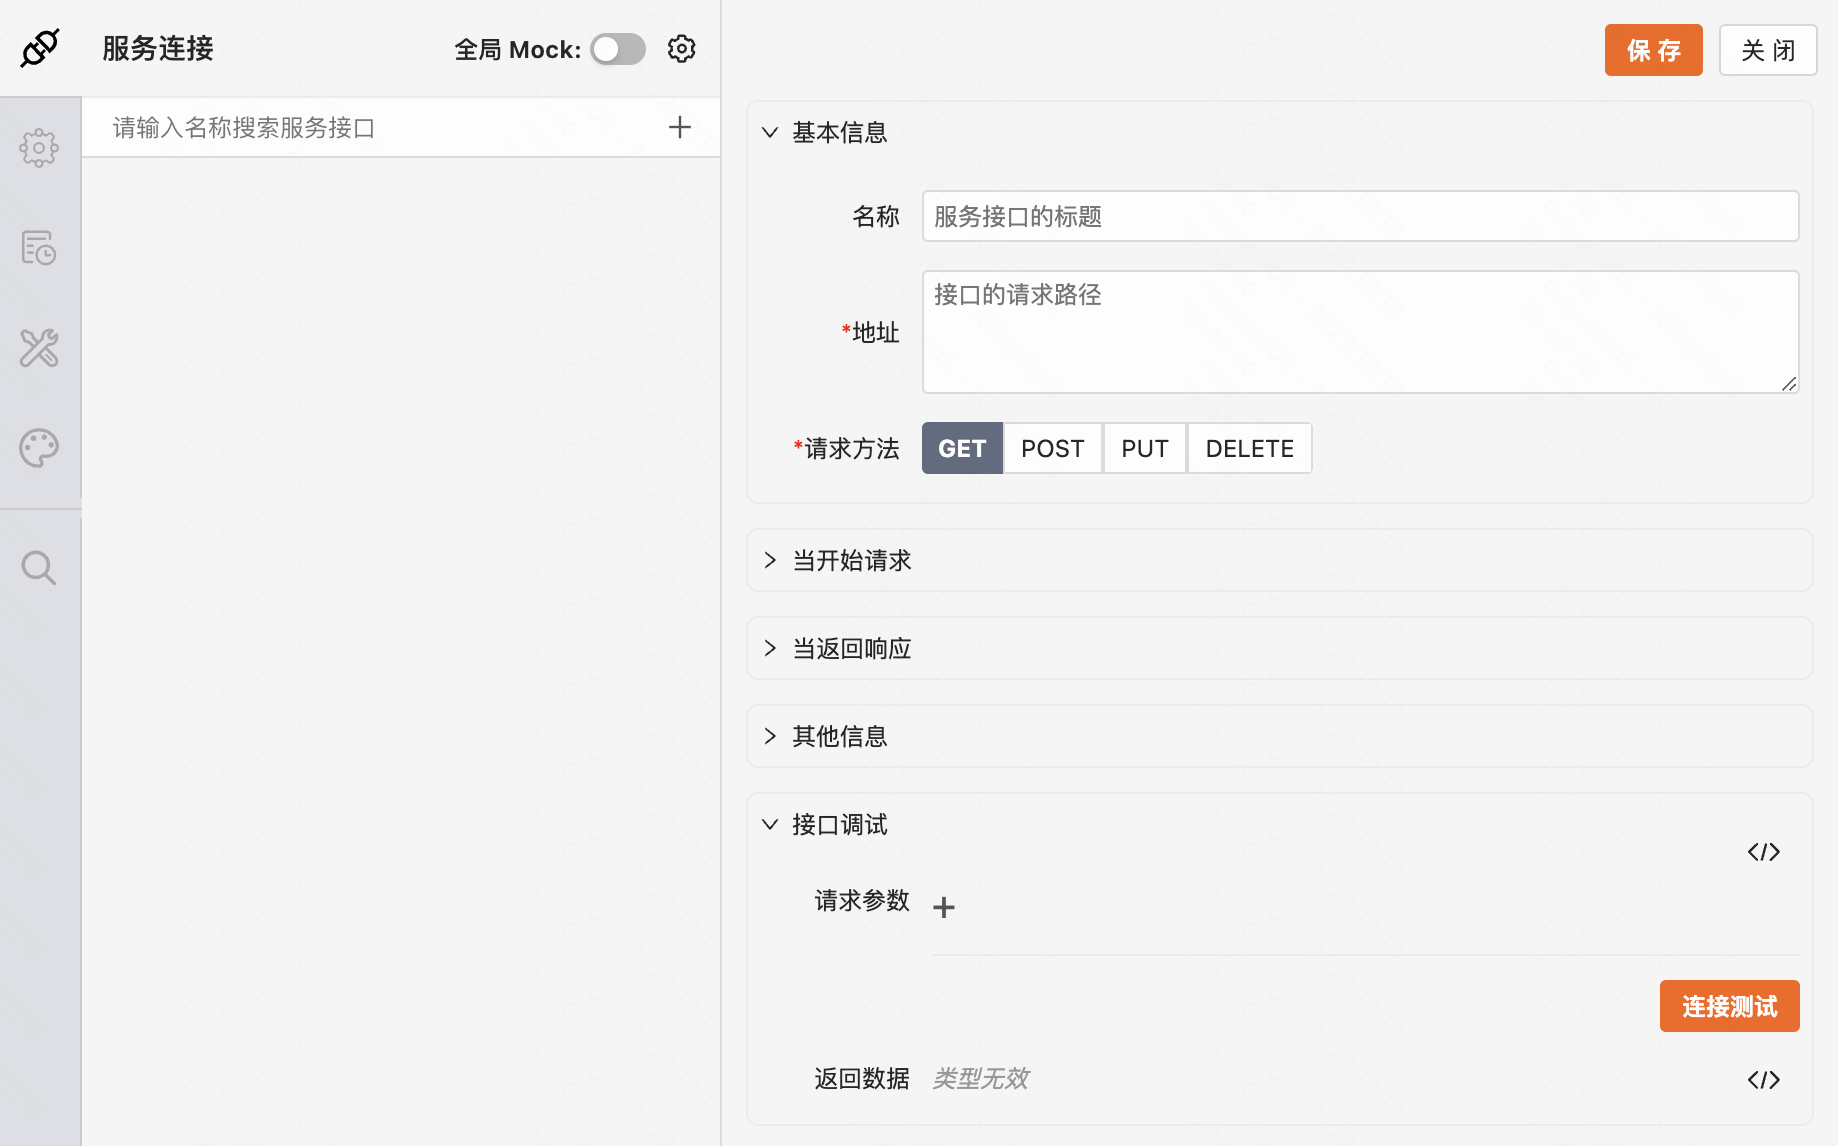 服务连接
全局 Mock:
保 存
关 闭
请输入名称搜索服务接口
基本信息
名称
服务接口的标题
*地址
接口的请求路径
*请求方法
GET
POST
PUT
DELETE
当开始请求
当返回响应
其他信息
接口调试
</>
请求参数
连接测试
返回数据
类型无效
</>